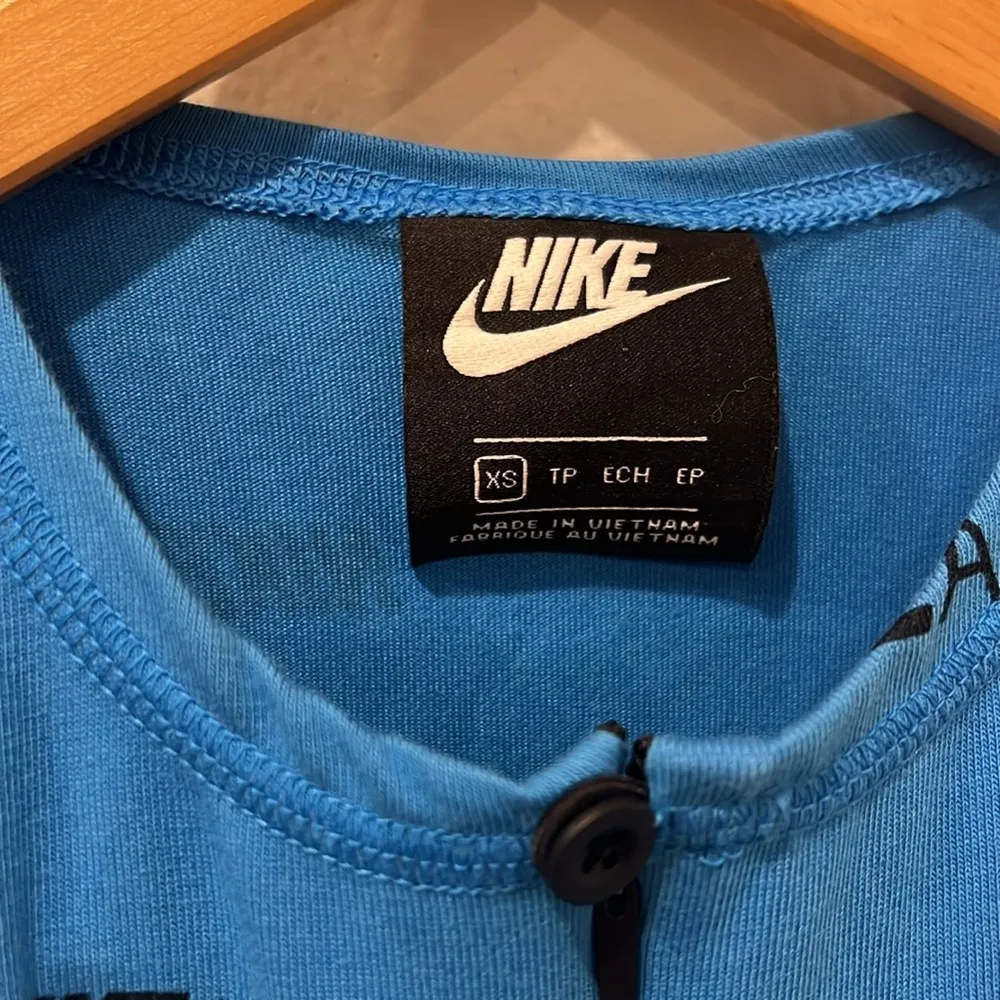 NIKE
XS TP ECH EP
MADE IN VIETNAM
FABRIQUE AU VIETNAM